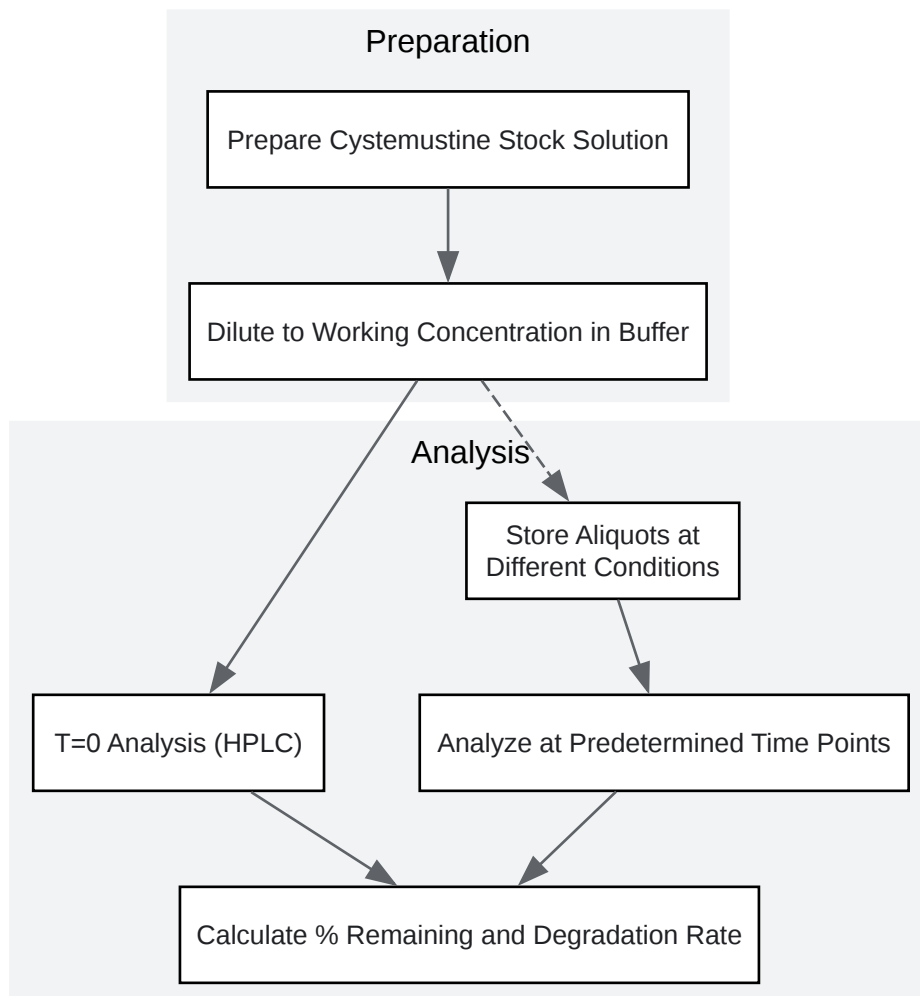 Preparation
Prepare Cystemustine Stock Solution
Dilute to Working Concentration in Buffer
Analysis
Store Aliquots at
Different Conditions
T=0 Analysis (HPLC)
Analyze at Predetermined Time Points
Calculate % Remaining and Degradation Rate